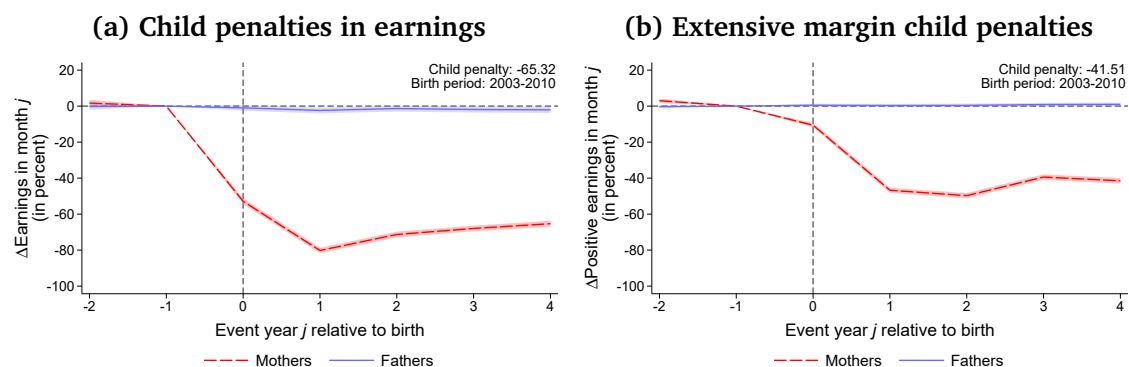 (a) Child penalties in earnings
Child penalty: -65.32
Birth period: 2003-2010
ΔEarnings in month j
(in percent)
20
0
-20
-40
-60
-80
-100
-2
-1
0
1
2
3
4
Event year j relative to birth
Mothers
Fathers
(b) Extensive margin child penalties
Child penalty: -41.51
Birth period: 2003-2010
ΔPositive earnings in month j
(in percent)
20
0
-20
-40
-60
-80
-100
-2
-1
0
1
2
3
4
Event year j relative to birth
Mothers
Fathers